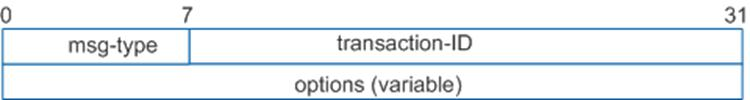 0 7 31
msg-type transaction-ID
options (variable)